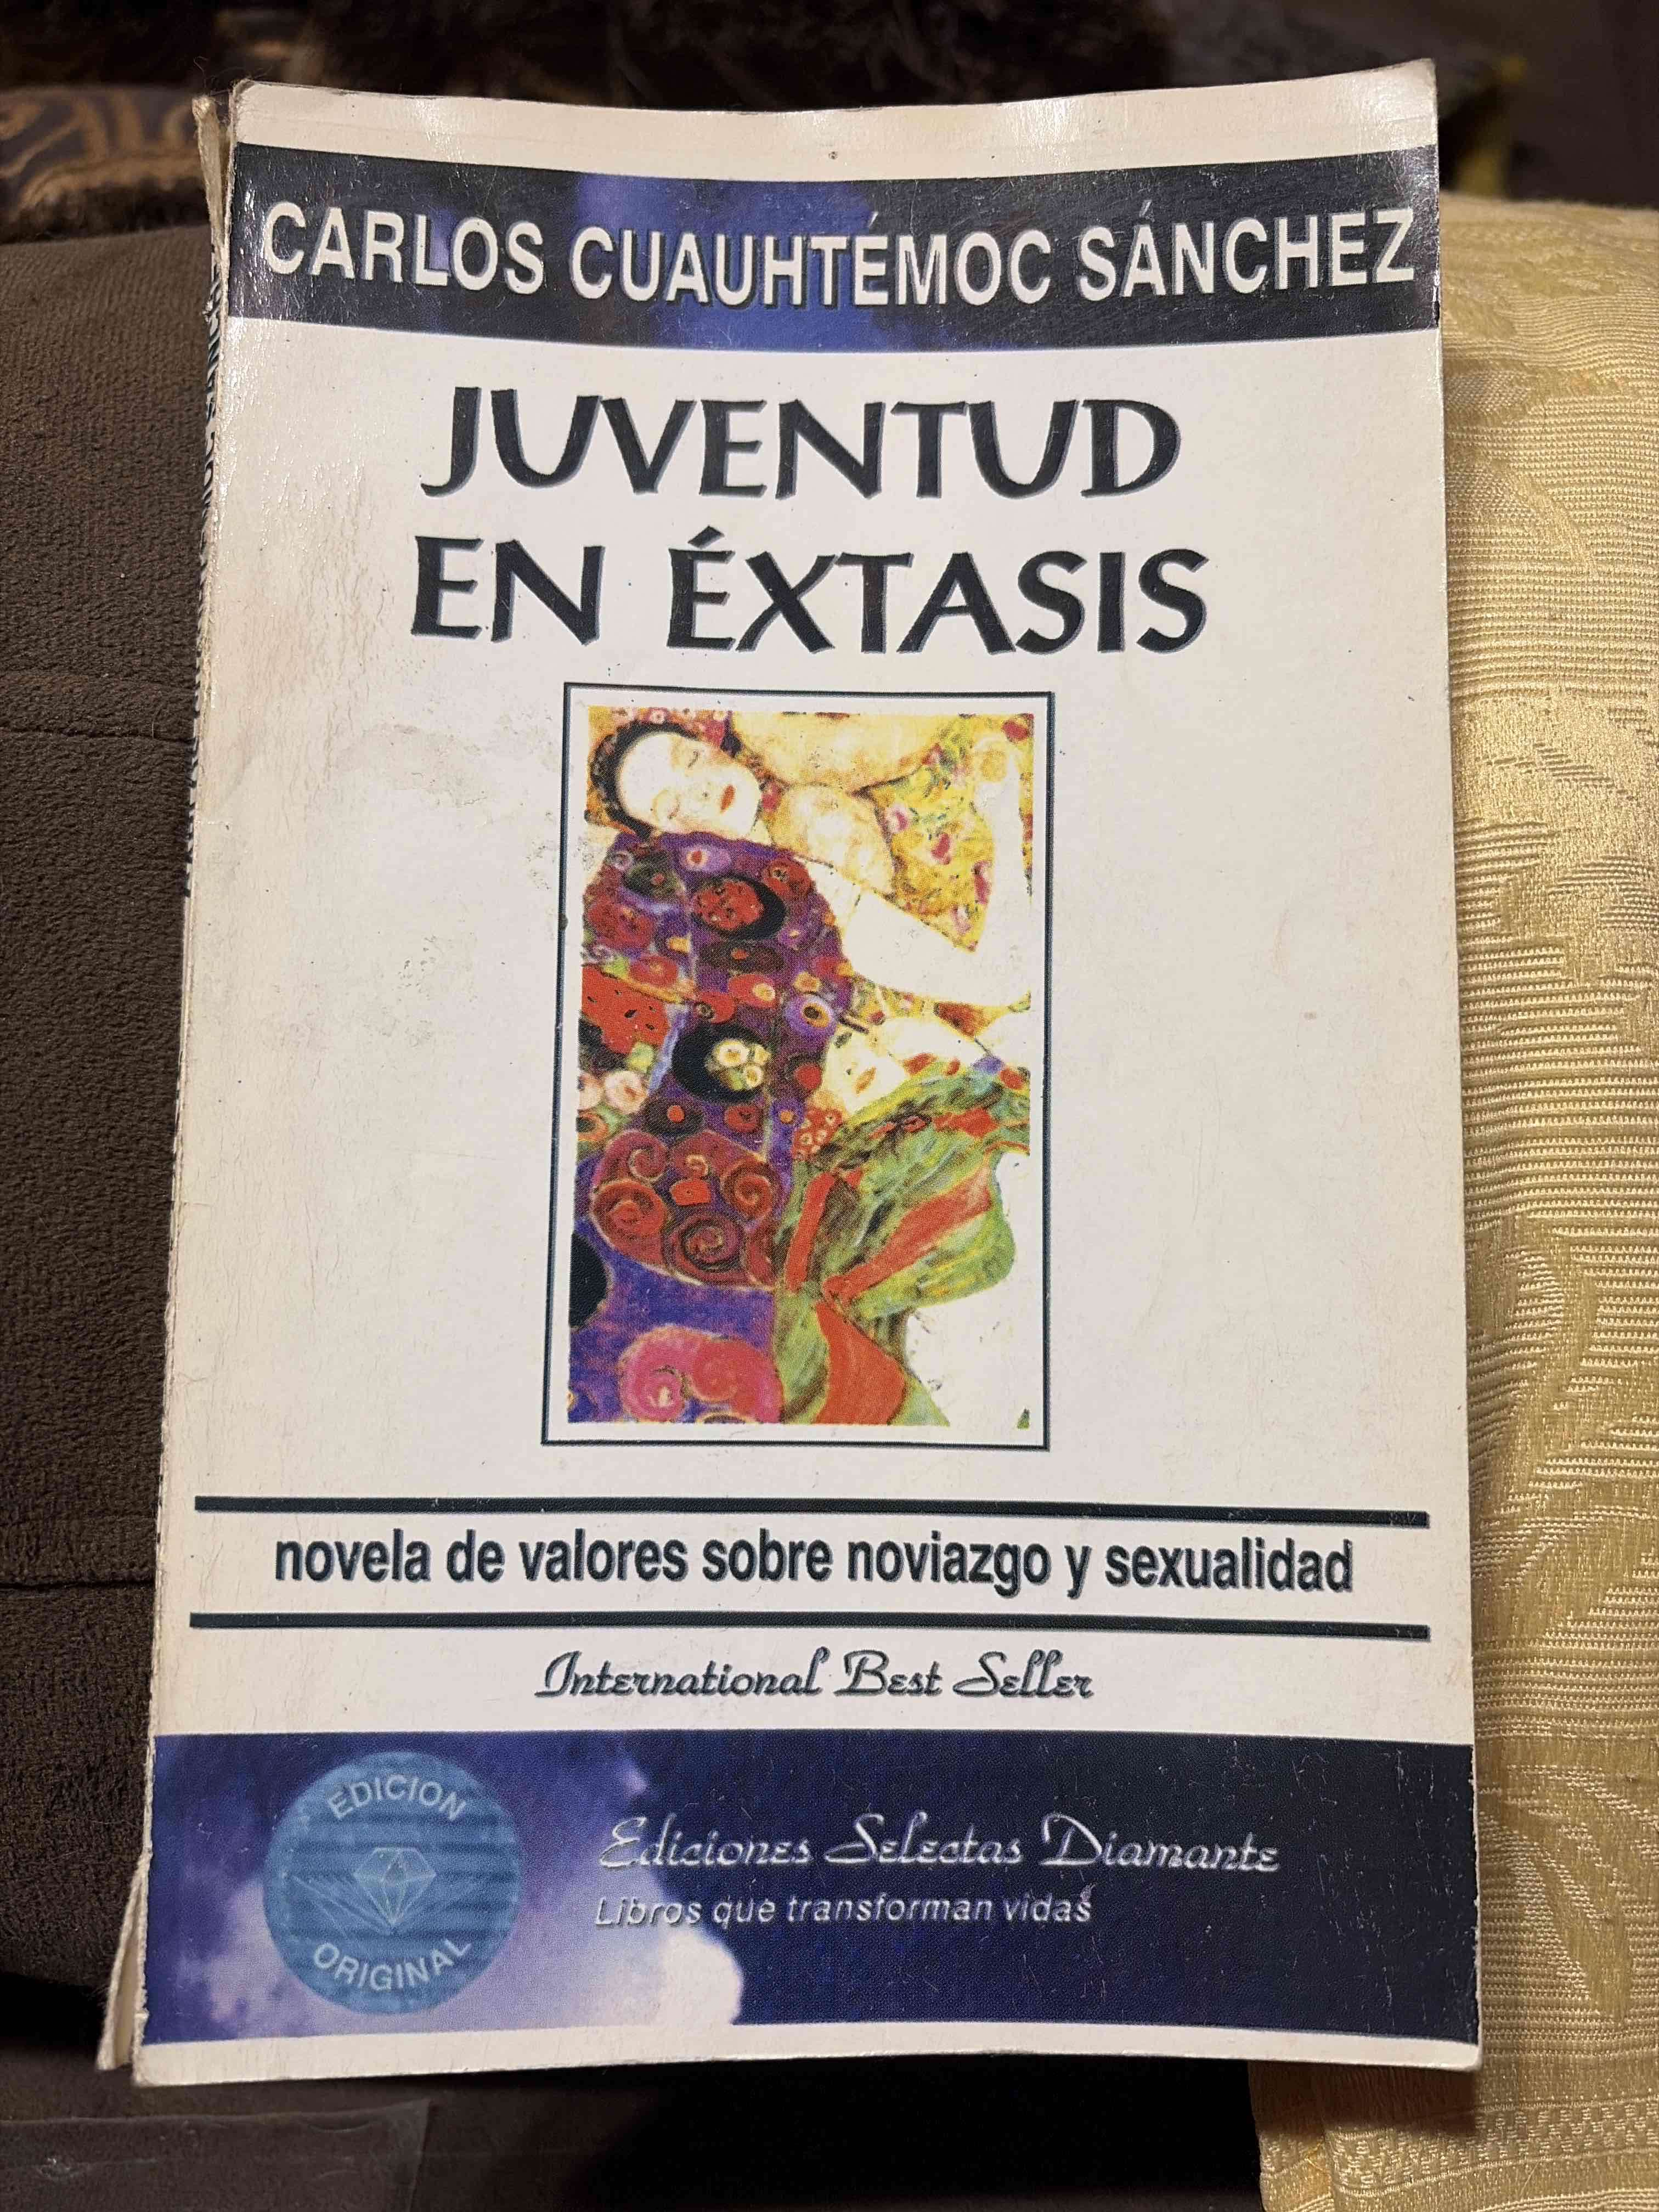 CARLOS CUAUHTÉMOC SÁNCHEZ
JUVENTUD
EN ÉXTASIS
novela de valores sobre noviazgo y sexualidad
International Best Seller
EDICION
ORIGINAL
Ediciones Selectas Diamante
Libros que transforman vidas